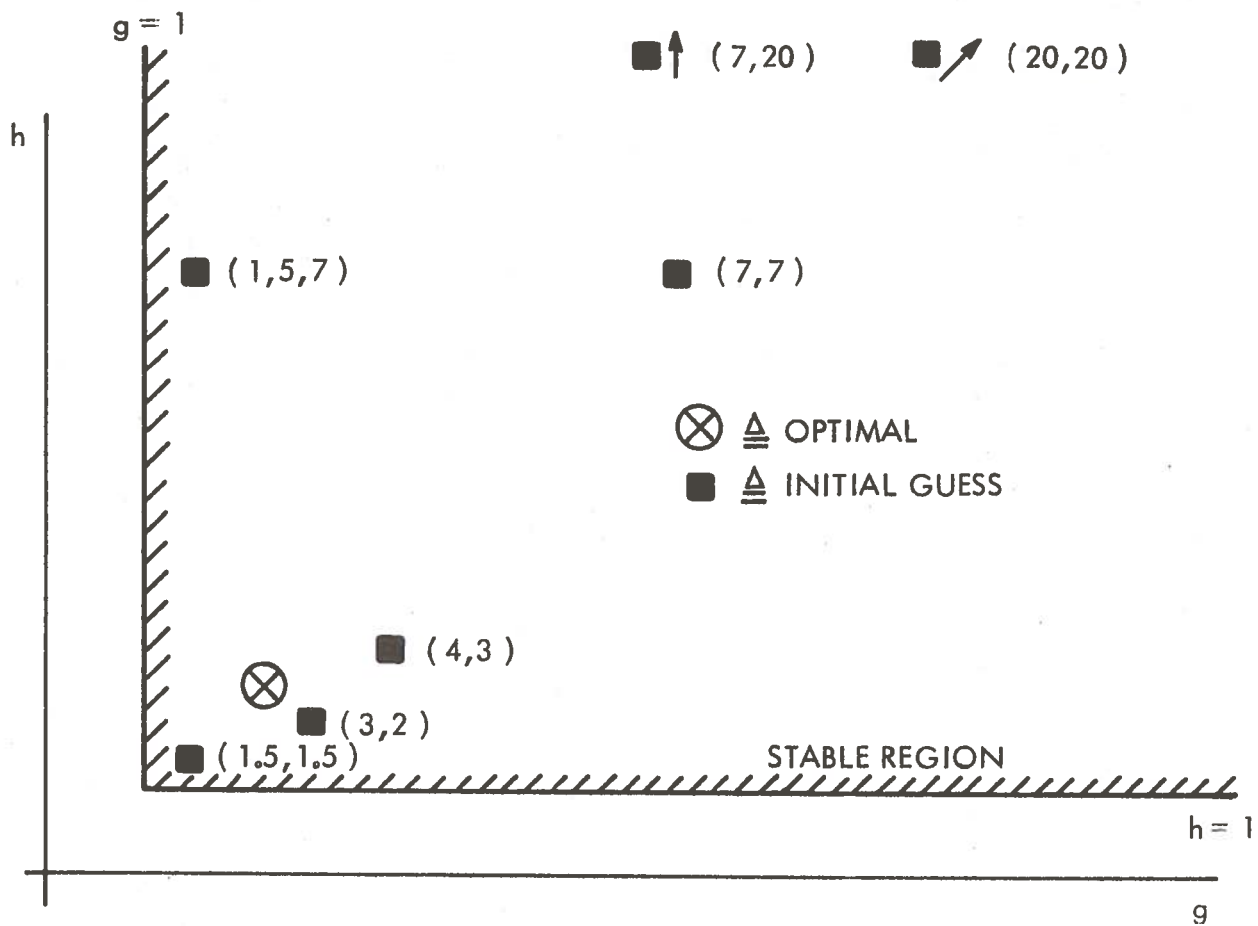 g = 1
(7,20)
(20,20)
h
(1,5,7)
(7,7)
≜ OPTIMAL
≜ INITIAL GUESS
(4,3)
(3,2)
(1.5,1.5)
STABLE REGION
h = 1
g